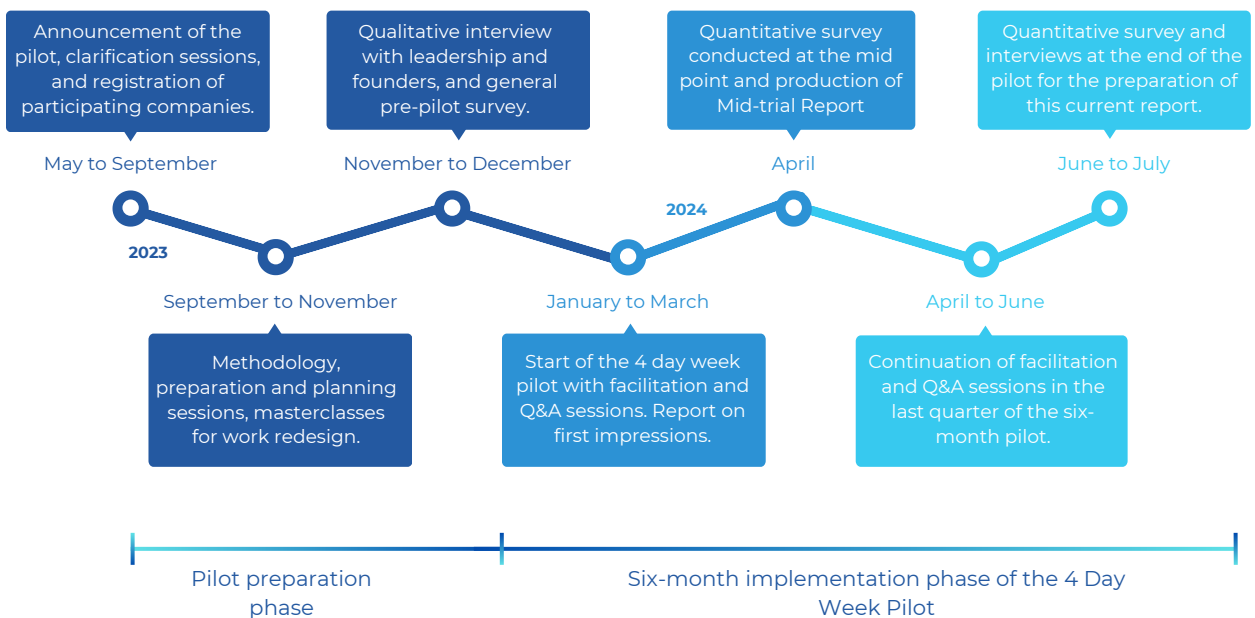 Announcement of the
pilot, clarification sessions,
and registration of
participating companies.
Qualitative interview
with leadership and
founders, and general
pre-pilot survey.
Quantitative survey
conducted at the mid
point and production of
Mid-trial Report
Quantitative survey and
interviews at the end of the
pilot for the preparation of
this current report.
May to September
November to December
April
June to July
2023
2024
September to November
January to March
April to June
Methodology,
preparation and planning
sessions, masterclasses
for work redesign.
Start of the 4 day week
pilot with facilitation and
Q&A sessions. Report on
first impressions.
Continuation of facilitation
and Q&A sessions in the
last quarter of the six-
month pilot.
Pilot preparation
phase
Six-month implementation phase of the 4 Day
Week Pilot